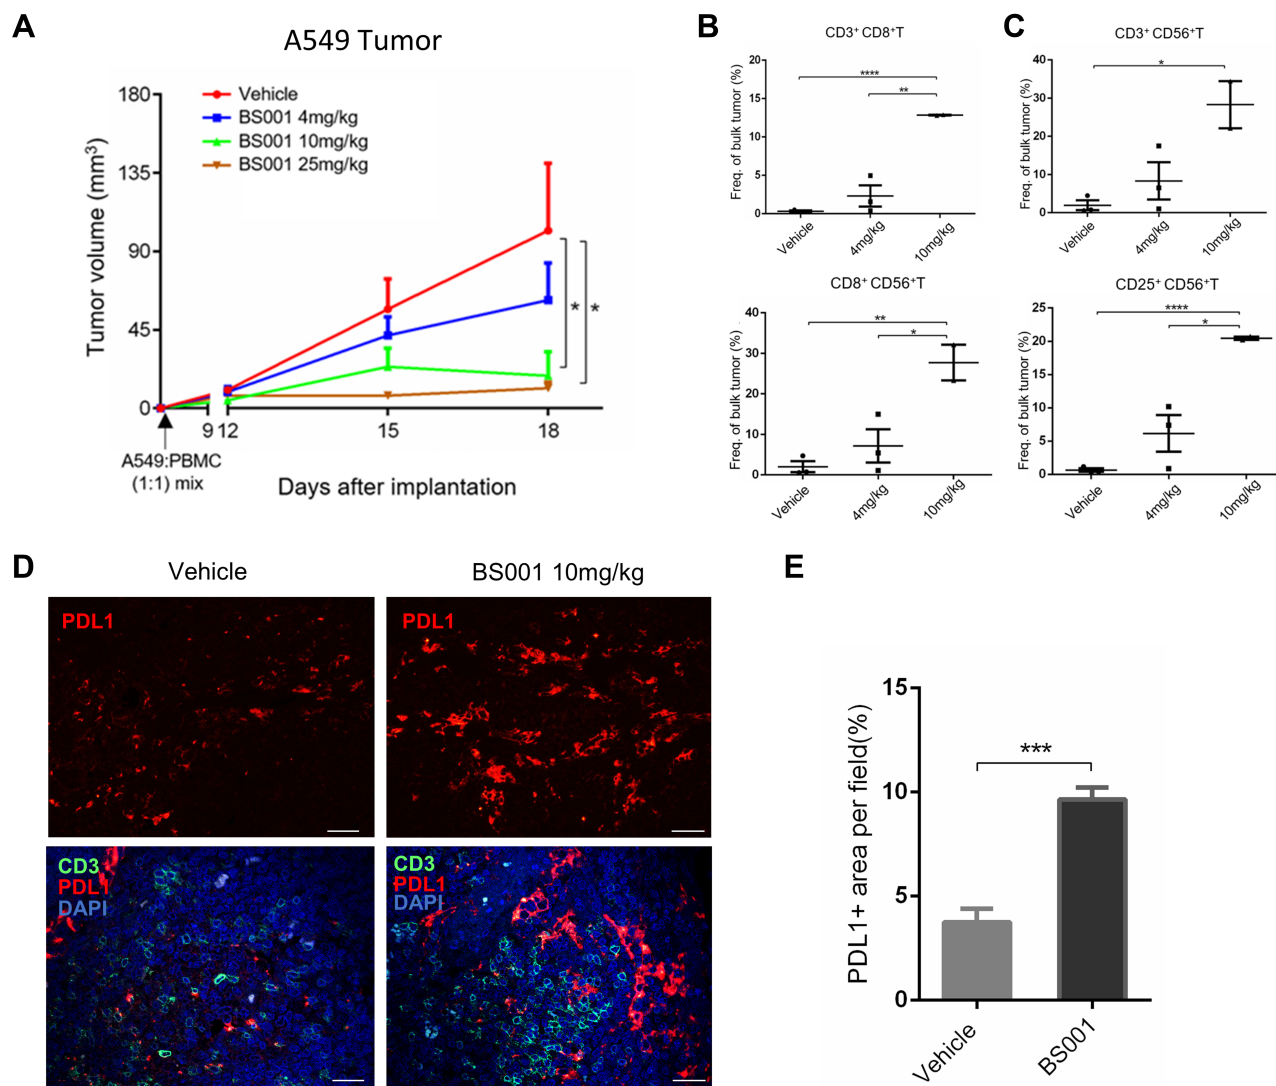 A
A549 Tumor
Vehicle
BS001 4mg/kg
BS001 10mg/kg
BS001 25mg/kg
Tumor volume (mm³)
180
135
90
45
0
9 12 15 18
* *
A549:PBMC
(1:1) mix
Days after implantation
B
CD3⁺ CD8⁺T
Freq. of bulk tumor (%)
20
15
10
5
0
****
**
Vehicle
4mg/kg
10mg/kg
CD8⁺ CD56⁺T
Freq. of bulk tumor (%)
40
30
20
10
0
**
*
Vehicle
4mg/kg
10mg/kg
C
CD3⁺ CD56⁺T
Freq. of bulk tumor (%)
40
30
20
10
0
*
Vehicle
4mg/kg
10mg/kg
CD25⁺ CD56⁺T
Freq. of bulk tumor (%)
25
20
15
10
5
0
****
*
Vehicle
4mg/kg
10mg/kg
D
Vehicle
BS001 10mg/kg
PDL1
PDL1
CD3
PDL1
DAPI
CD3
PDL1
DAPI
E
PDL1+ area per field(%)
15
10
5
0
***
Vehicle
BS001